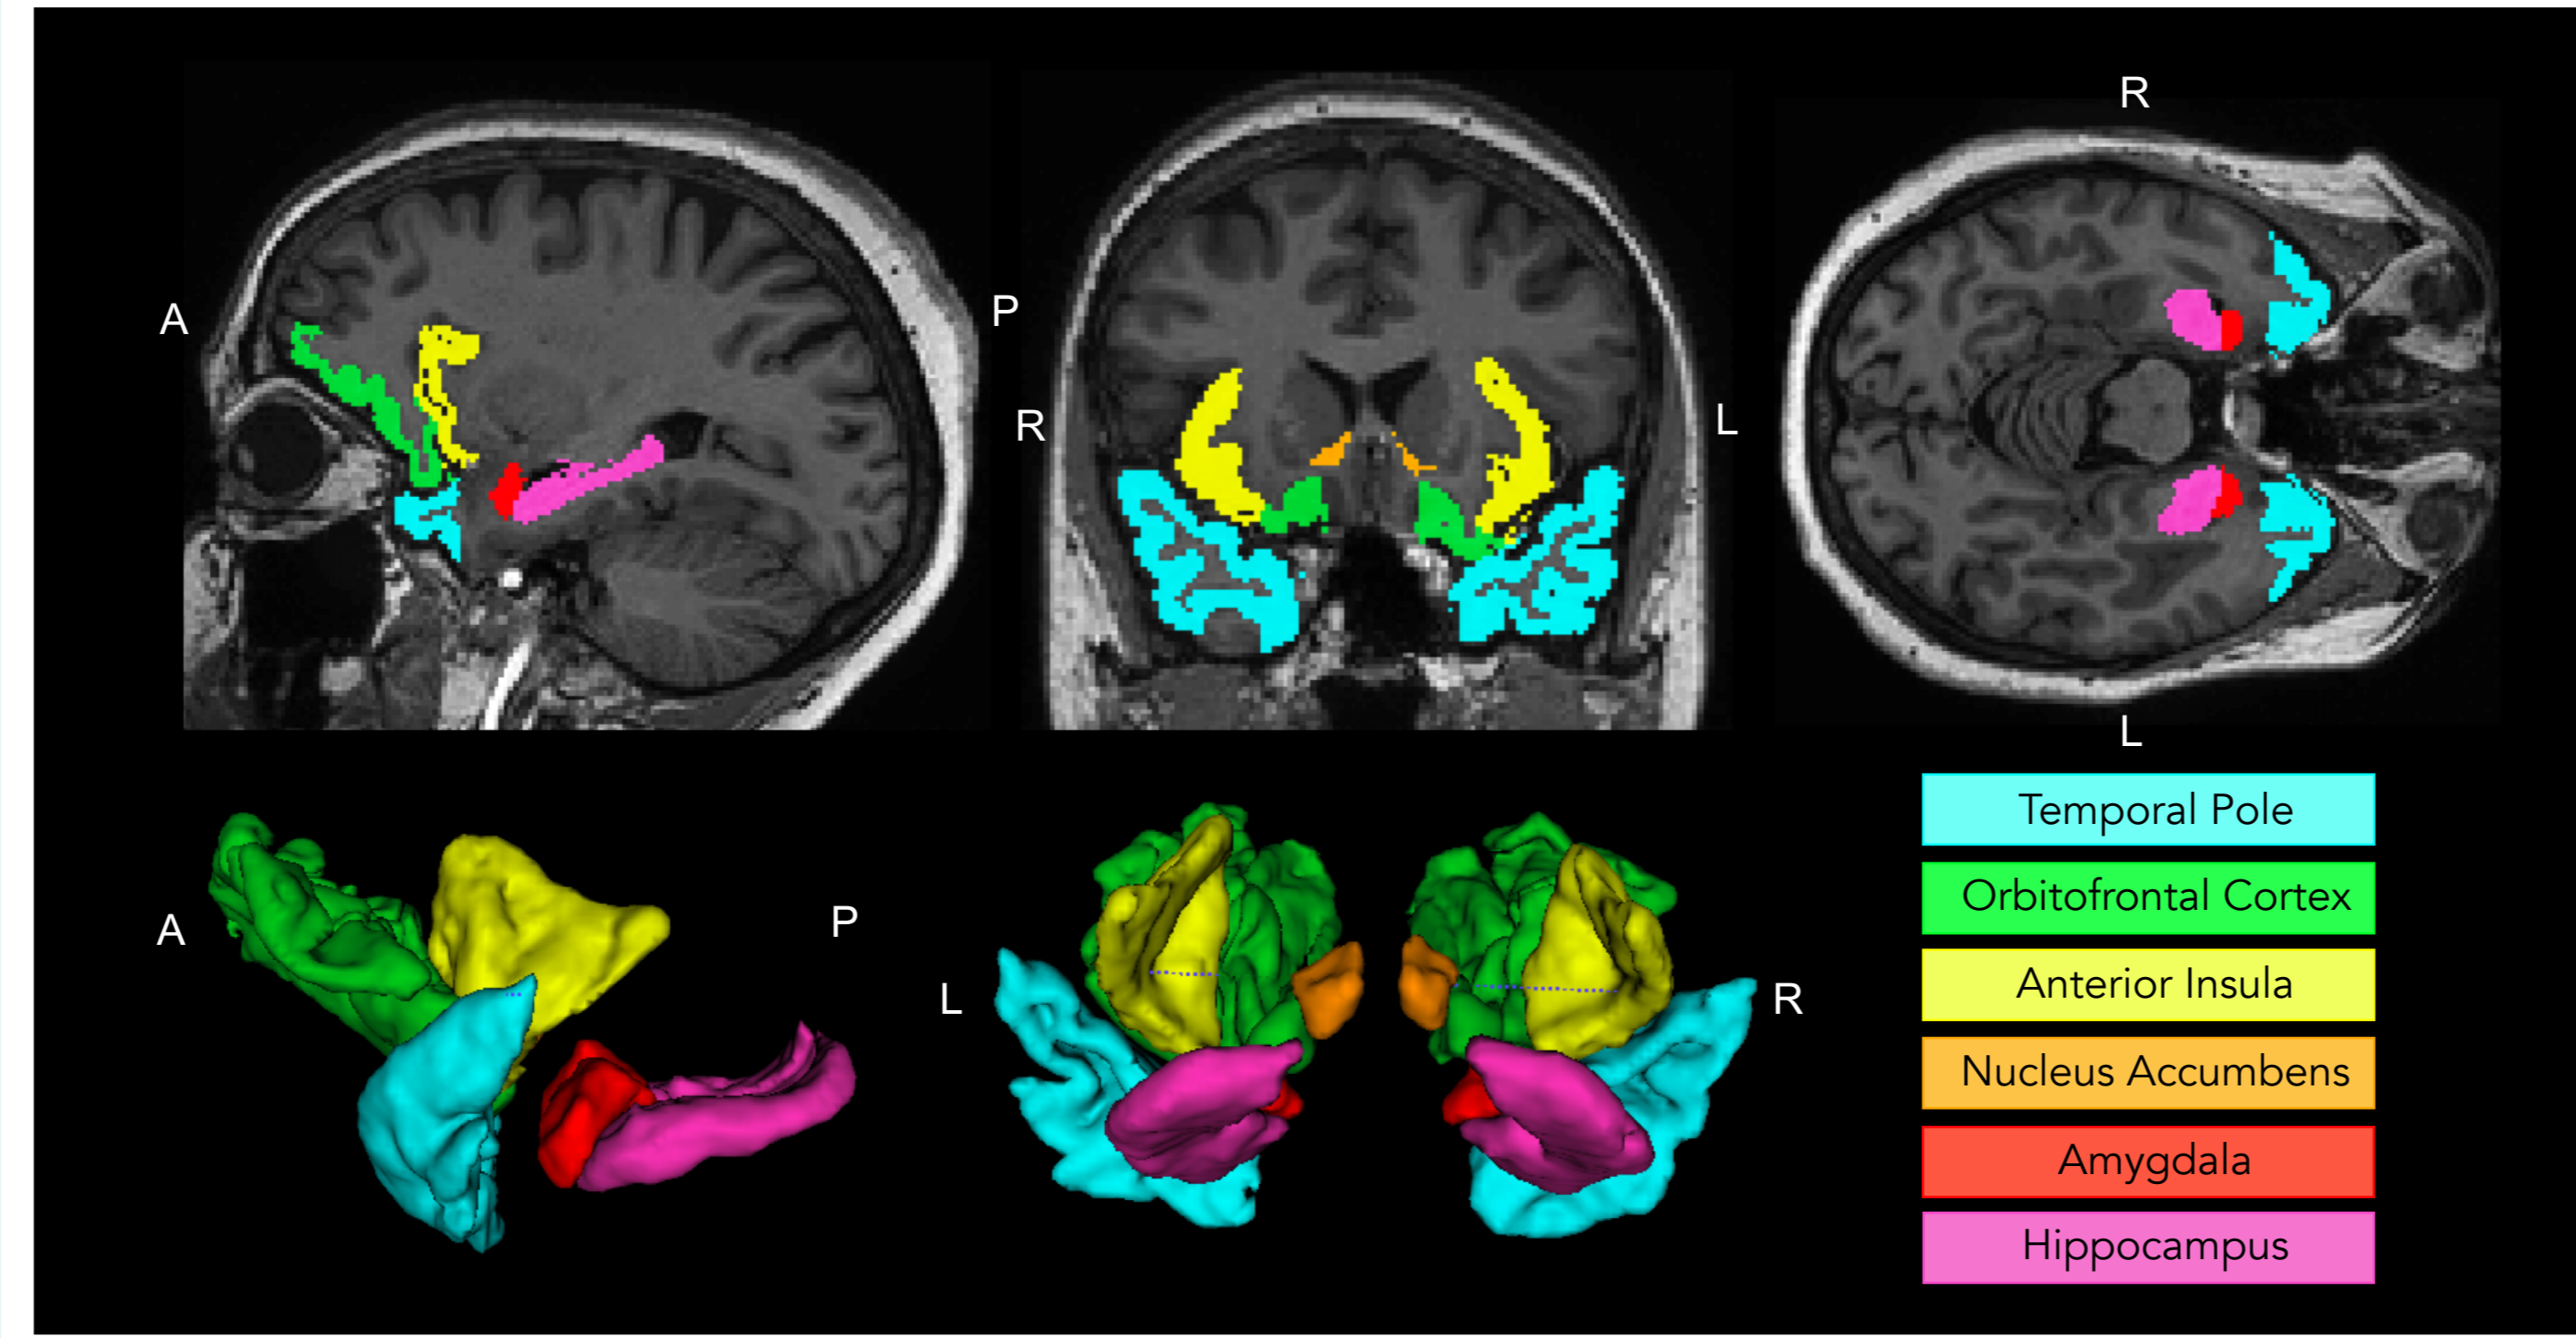 R
A
P
R
L
L
Temporal Pole
Orbitofrontal Cortex
A
P
Anterior Insula
L
R
Nucleus Accumbens
Amygdala
Hippocampus